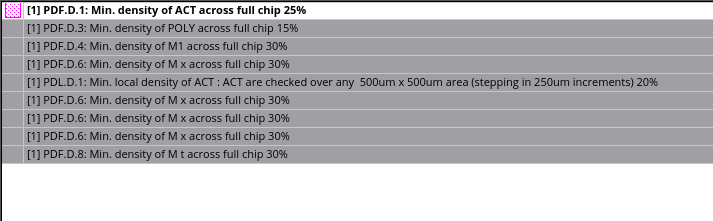 [1] PDF.D.1: Min. density of ACT across full chip 25%
[1] PDF.D.3: Min. density of POLY across full chip 15%
[1] PDF.D.4: Min. density of M1 across full chip 30%
[1] PDF.D.6: Min. density of M x across full chip 30%
[1] PDL.D.1: Min. local density of ACT : ACT are checked over any  500um x 500um area (stepping in 250um increments) 20%
[1] PDF.D.6: Min. density of M x across full chip 30%
[1] PDF.D.6: Min. density of M x across full chip 30%
[1] PDF.D.6: Min. density of M x across full chip 30%
[1] PDF.D.8: Min. density of M t across full chip 30%